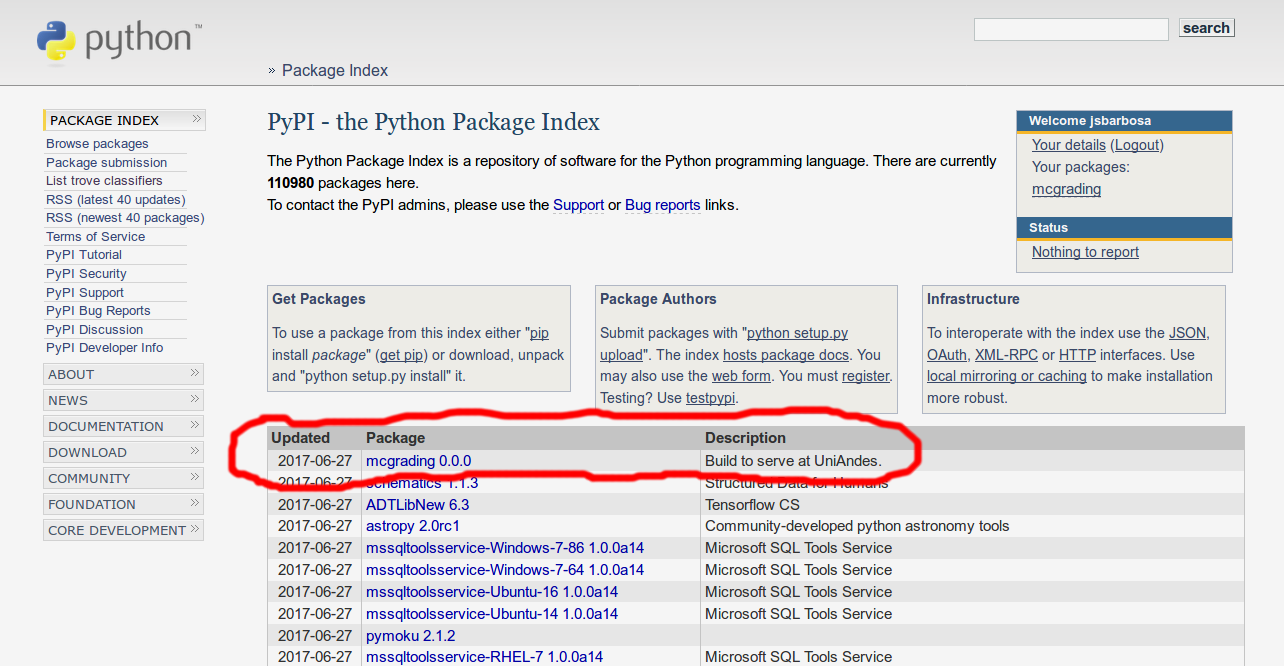 python™
search
» Package Index
PACKAGE INDEX »
Browse packages
Package submission
List trove classifiers
RSS (latest 40 updates)
RSS (newest 40 packages)
Terms of Service
PyPI Tutorial
PyPI Security
PyPI Support
PyPI Bug Reports
PyPI Discussion
PyPI Developer Info
ABOUT »
NEWS »
DOCUMENTATION »
DOWNLOAD »
COMMUNITY »
FOUNDATION »
CORE DEVELOPMENT »
PyPI - the Python Package Index
The Python Package Index is a repository of software for the Python programming language. There are currently
110980 packages here.
To contact the PyPI admins, please use the Support or Bug reports links.
Welcome jsbarbosa
Your details (Logout)
Your packages:
mcgrading
Status
Nothing to report
Get Packages
To use a package from this index either "pip
install package" (get pip) or download, unpack
and "python setup.py install" it.
Package Authors
Submit packages with "python setup.py
upload". The index hosts package docs. You
may also use the web form. You must register.
Testing? Use testpypi.
Infrastructure
To interoperate with the index use the JSON,
OAuth, XML-RPC or HTTP interfaces. Use
local mirroring or caching to make installation
more robust.
Updated Package Description
2017-06-27 mcgrading 0.0.0 Build to serve at UniAndes.
2017-06-27 schematics 1.1.3 Structured Data for Humans
2017-06-27 ADTLibNew 6.3 Tensorflow CS
2017-06-27 astropy 2.0rc1 Community-developed python astronomy tools
2017-06-27 mssqltoolsservice-Windows-7-86 1.0.0a14 Microsoft SQL Tools Service
2017-06-27 mssqltoolsservice-Windows-7-64 1.0.0a14 Microsoft SQL Tools Service
2017-06-27 mssqltoolsservice-Ubuntu-16 1.0.0a14 Microsoft SQL Tools Service
2017-06-27 mssqltoolsservice-Ubuntu-14 1.0.0a14 Microsoft SQL Tools Service
2017-06-27 pymoku 2.1.2
2017-06-27 mssqltoolsservice-RHEL-7 1.0.0a14 Microsoft SQL Tools Service